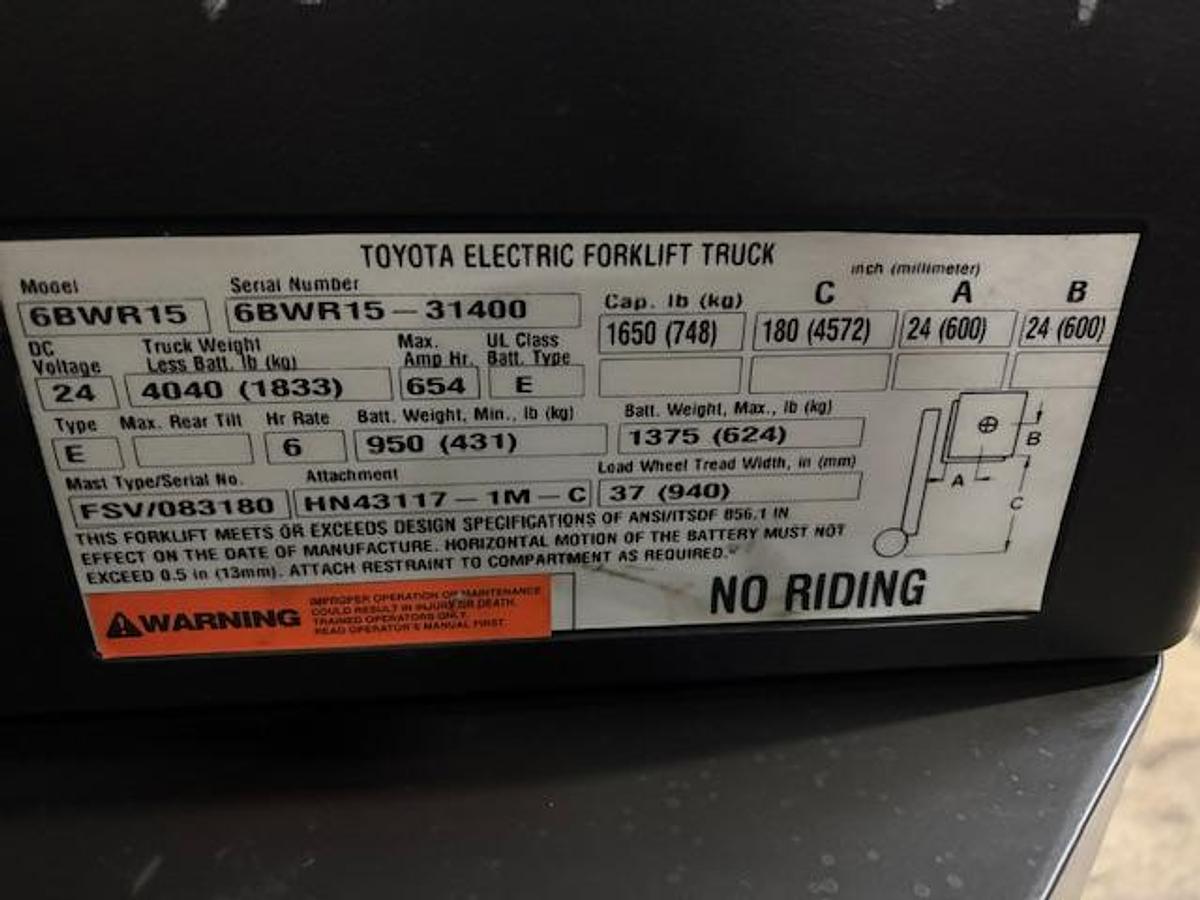 TOYOTA ELECTRIC FORKLIFT TRUCK
inch (millimeter)
Model Serial Number Cap. lb (kg) C A B
6BWR15 6BWR15-31400 1650 (748) 180 (4572) 24 (600) 24 (600)
DC Voltage Truck Weight Less Batt. lb (kg) Max. Amp Hr. UL Class Batt. Type
24 4040 (1833) 654 E
Type Max. Rear Tilt Hr Rate Batt. Weight, Min., lb (kg) Batt. Weight, Max., lb (kg)
E 6 950 (431) 1375 (624)
Mast Type/Serial No. Attachment Load Wheel Tread Width, in (mm)
FSV/083180 HN43117-1M-C 37 (940)
B
A
C
THIS FORKLIFT MEETS OR EXCEEDS DESIGN SPECIFICATIONS OF ANSI/ITSDF B56.1 IN
EFFECT ON THE DATE OF MANUFACTURE. HORIZONTAL MOTION OF THE BATTERY MUST NOT
EXCEED 0.5 in (13mm). ATTACH RESTRAINT TO COMPARTMENT AS REQUIRED.
WARNING
IMPROPER OPERATION OR MAINTENANCE
COULD RESULT IN INJURY OR DEATH.
TRAINED OPERATORS ONLY.
READ OPERATOR'S MANUAL FIRST.
NO RIDING